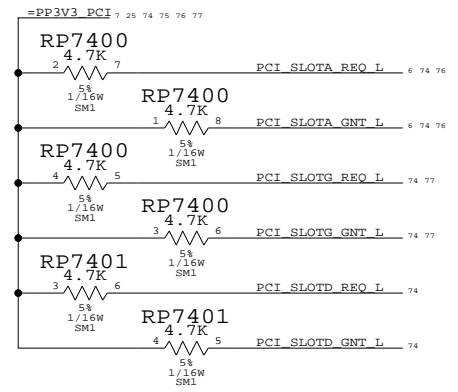 =PP3V3_PCI 7 25 74 75 76 77
RP7400
4.7K
2 7 PCI_SLOTA_REQ_L 6 74 76
5%
1/16W
SM1
RP7400
4.7K
1 8 PCI_SLOTA_GNT_L 6 74 76
5%
1/16W
SM1
RP7400
4.7K
4 5 PCI_SLOTG_REQ_L 74 77
5%
1/16W
SM1
RP7400
4.7K
3 6 PCI_SLOTG_GNT_L 74 77
5%
1/16W
SM1
RP7401
4.7K
3 6 PCI_SLOTD_REQ_L 74
5%
1/16W
SM1
RP7401
4.7K
4 5 PCI_SLOTD_GNT_L 74
5%
1/16W
SM1